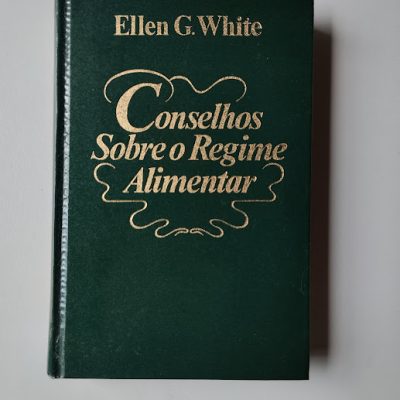 Ellen G. White
Conselhos
Sobre o Regime
Alimentar